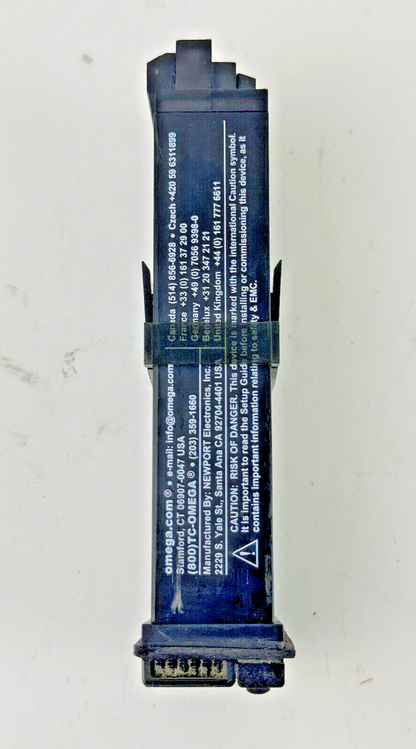 omega.com® ● e-mail: info@omega.com
Stamford, CT 06907-0047 USA
(800)TC-OMEGA® ● (203) 359-1660
Manufactured By: NEWPORT Electronics, Inc.
2229 S. Yale St., Santa Ana CA 92704-4401 USA
Canada (514) 856-6928 ● Czech +420 59 6311899
France +33 (0) 161 37 29 00
Germany +49 (0) 7056 9398-0
Benelux +31 20 347 21 21
United Kingdom +44 (0) 161 777 6611
CAUTION: RISK OF DANGER. This device is marked with the international Caution symbol.
It is important to read the Setup Guide before installing or commissioning this device, as it
contains important information relating to safety & EMC.